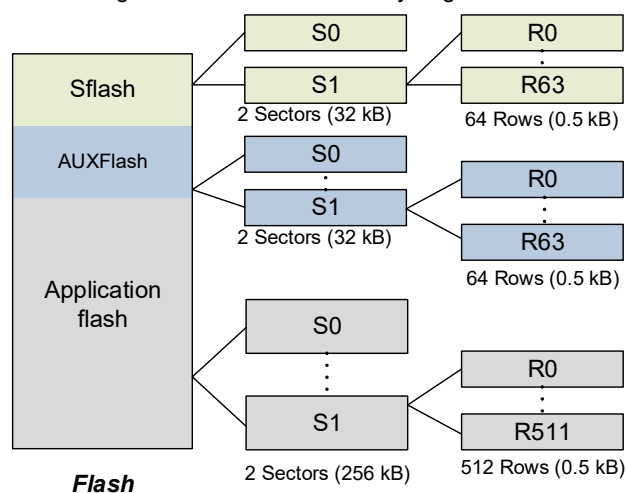 Sflash
AUXFlash
Application
flash
Flash
S0
S1
2 Sectors (32 kB)
R0
R63
64 Rows (0.5 kB)
S0
S1
2 Sectors (32 kB)
R0
R63
64 Rows (0.5 kB)
S0
S1
2 Sectors (256 kB)
R0
R511
512 Rows (0.5 kB)